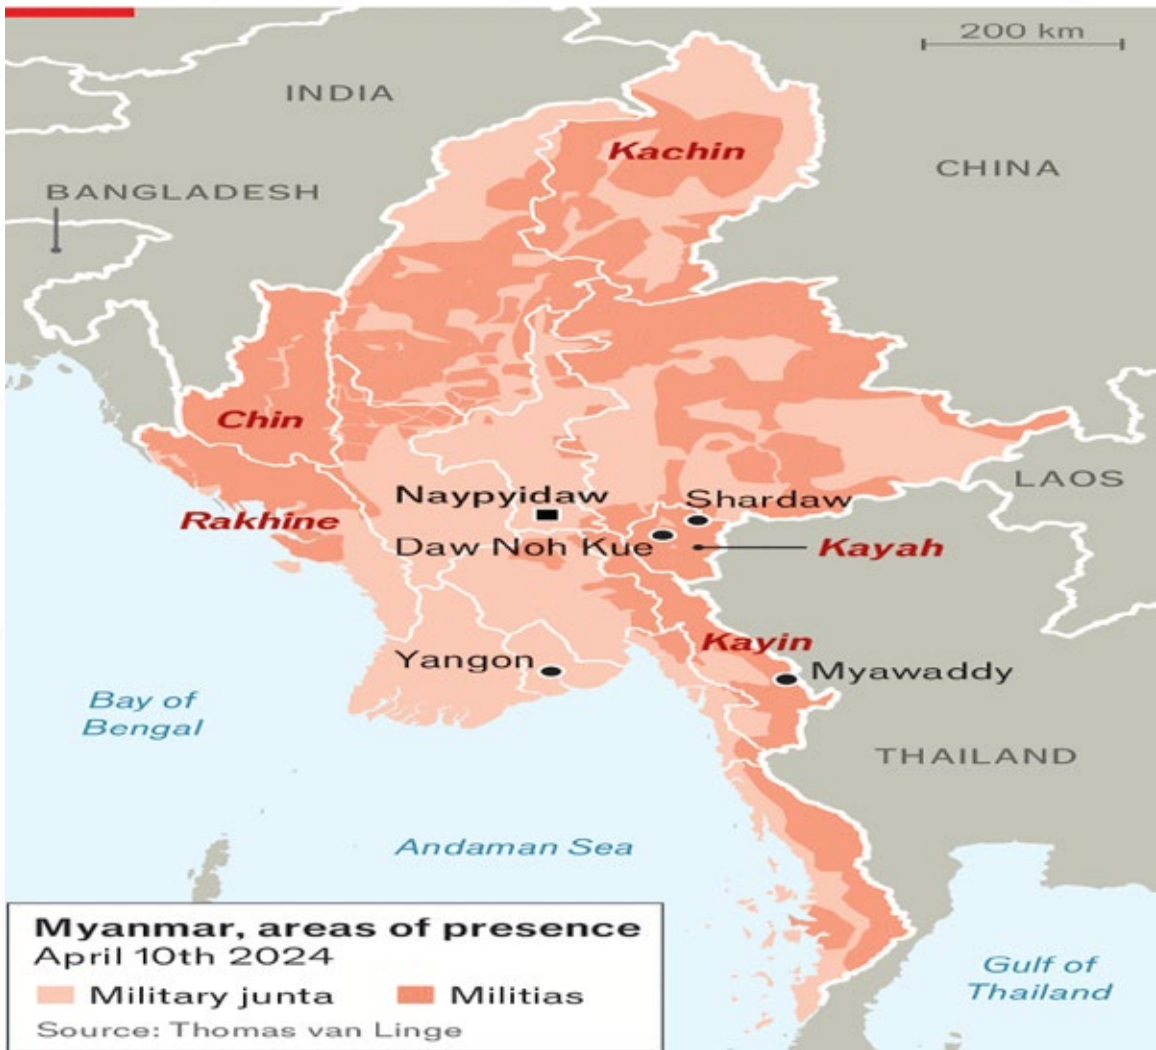 200 km
INDIA
Kachin
CHINA
BANGLADESH
Chin
LAOS
Naypyidaw
Shardaw
Rakhine
Daw Noh Kue
Kayah
Kayin
Yangon
Myawaddy
Bay of
Bengal
THAILAND
Andaman Sea
Myanmar, areas of presence
April 10th 2024
Military junta
Militias
Source: Thomas van Linge
Gulf of
Thailand